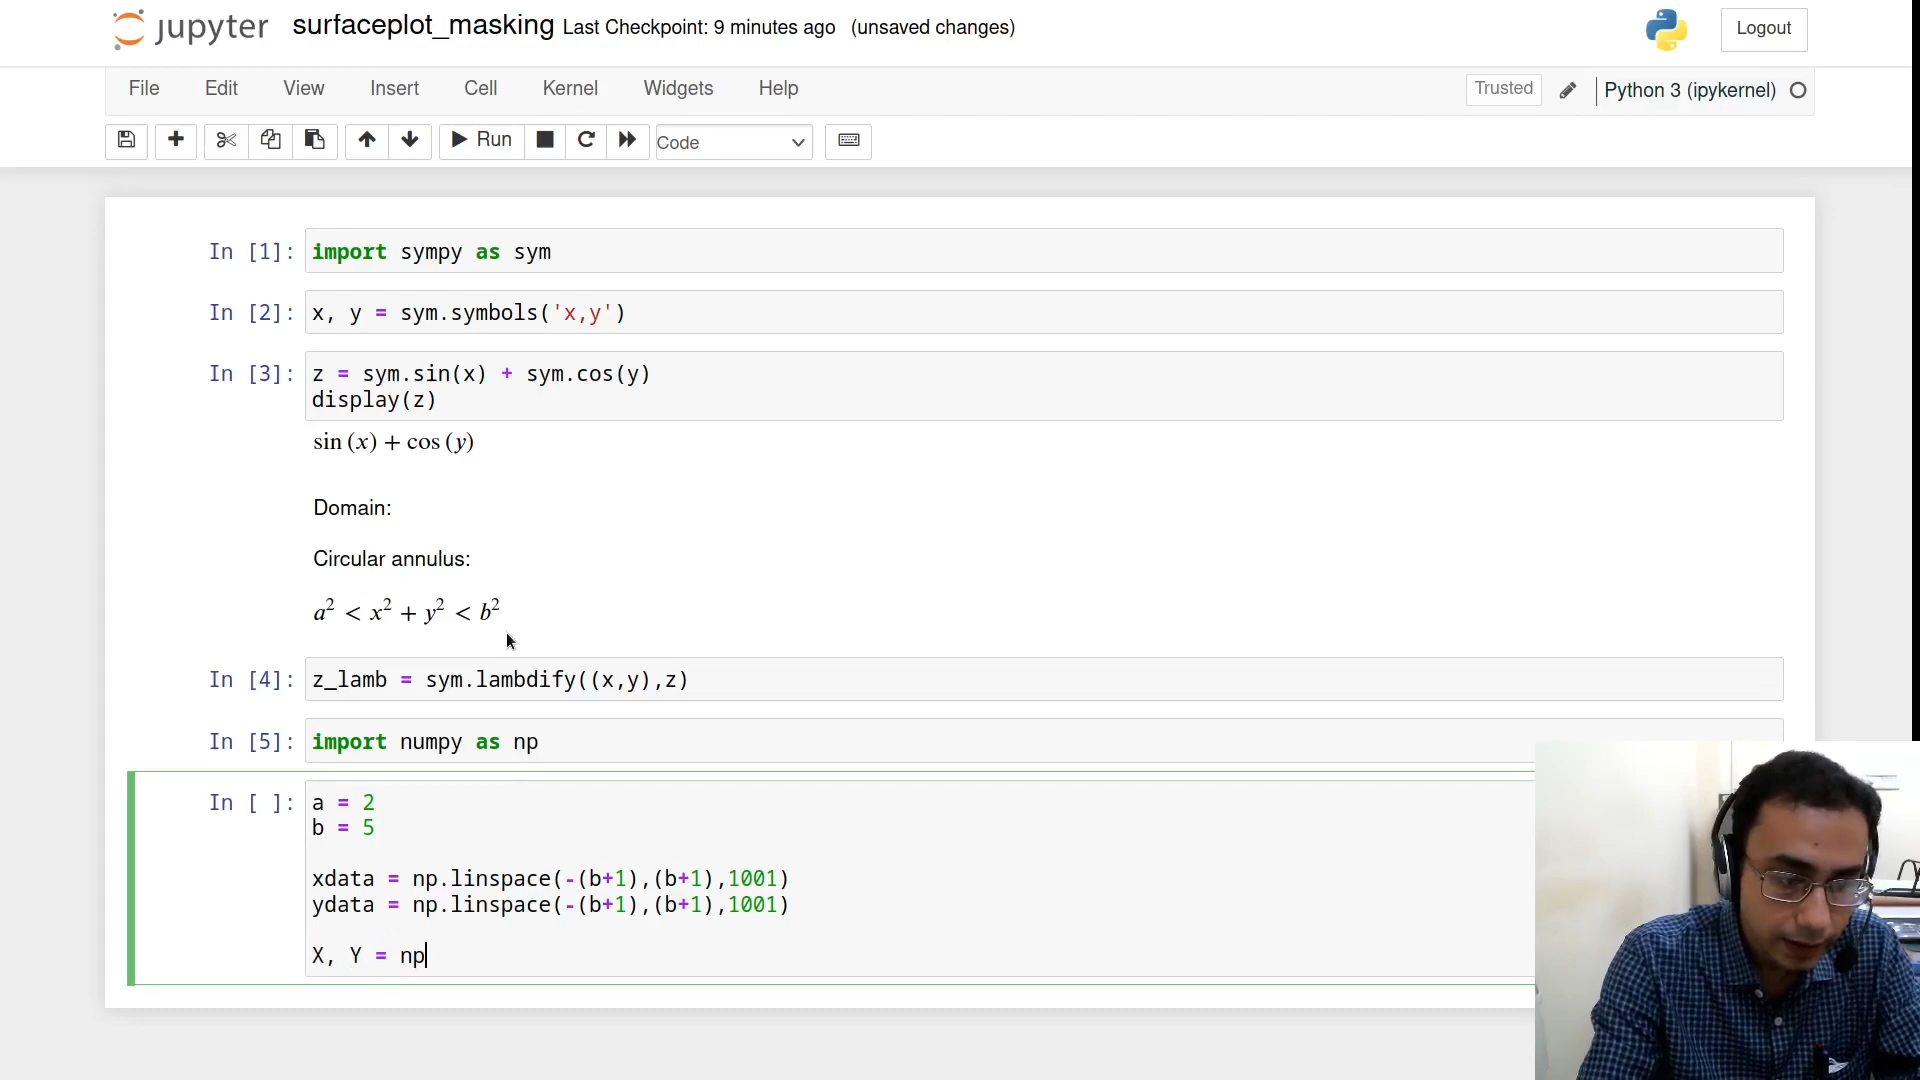 jupyter surfaceplot_masking Last Checkpoint: 9 minutes ago (unsaved changes) Logout
File Edit View Insert Cell Kernel Widgets Help Trusted Python 3 (ipykernel)
Run Code
In [1]: import sympy as sym
In [2]: x, y = sym.symbols('x,y')
In [3]: z = sym.sin(x) + sym.cos(y)
display(z)
sin (x) + cos (y)
Domain:
Circular annulus:
a² < x² + y² < b²
In [4]: z_lamb = sym.lambdify((x,y),z)
In [5]: import numpy as np
In [ ]: a = 2
b = 5
xdata = np.linspace(-(b+1),(b+1),1001)
ydata = np.linspace(-(b+1),(b+1),1001)
X, Y = np